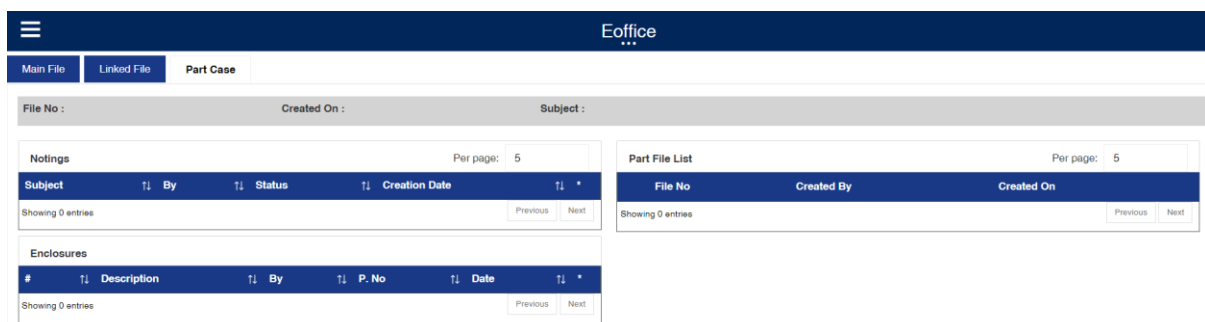 Eoffice
Main File Linked File Part Case
File No : Created On : Subject :
Notings Per page: 5
Subject By Status Creation Date *
Showing 0 entries Previous Next
Part File List Per page: 5
File No Created By Created On
Showing 0 entries Previous Next
Enclosures
# Description By P. No Date *
Showing 0 entries Previous Next